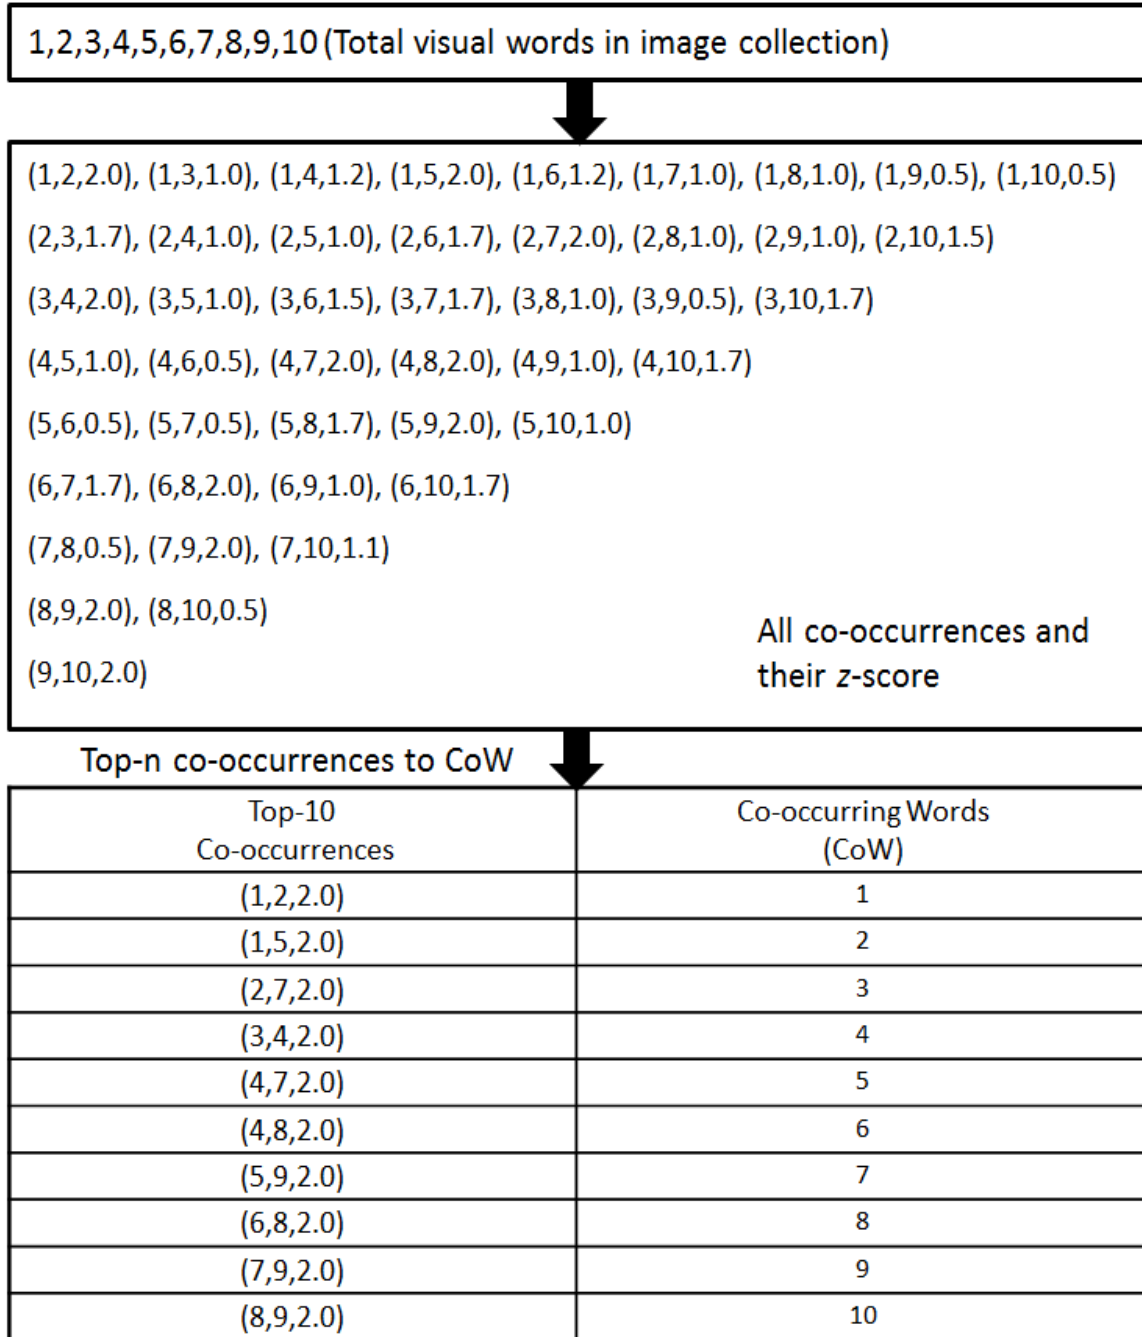 1,2,3,4,5,6,7,8,9,10 (Total visual words in image collection)
(1,2,2.0), (1,3,1.0), (1,4,1.2), (1,5,2.0), (1,6,1.2), (1,7,1.0), (1,8,1.0), (1,9,0.5), (1,10,0.5)
(2,3,1.7), (2,4,1.0), (2,5,1.0), (2,6,1.7), (2,7,2.0), (2,8,1.0), (2,9,1.0), (2,10,1.5)
(3,4,2.0), (3,5,1.0), (3,6,1.5), (3,7,1.7), (3,8,1.0), (3,9,0.5), (3,10,1.7)
(4,5,1.0), (4,6,0.5), (4,7,2.0), (4,8,2.0), (4,9,1.0), (4,10,1.7)
(5,6,0.5), (5,7,0.5), (5,8,1.7), (5,9,2.0), (5,10,1.0)
(6,7,1.7), (6,8,2.0), (6,9,1.0), (6,10,1.7)
(7,8,0.5), (7,9,2.0), (7,10,1.1)
(8,9,2.0), (8,10,0.5)
(9,10,2.0)
All co-occurrences and
their z-score
Top-n co-occurrences to CoW
Top-10
Co-occurrences
Co-occurring Words
(CoW)
(1,2,2.0) 1
(1,5,2.0) 2
(2,7,2.0) 3
(3,4,2.0) 4
(4,7,2.0) 5
(4,8,2.0) 6
(5,9,2.0) 7
(6,8,2.0) 8
(7,9,2.0) 9
(8,9,2.0) 10